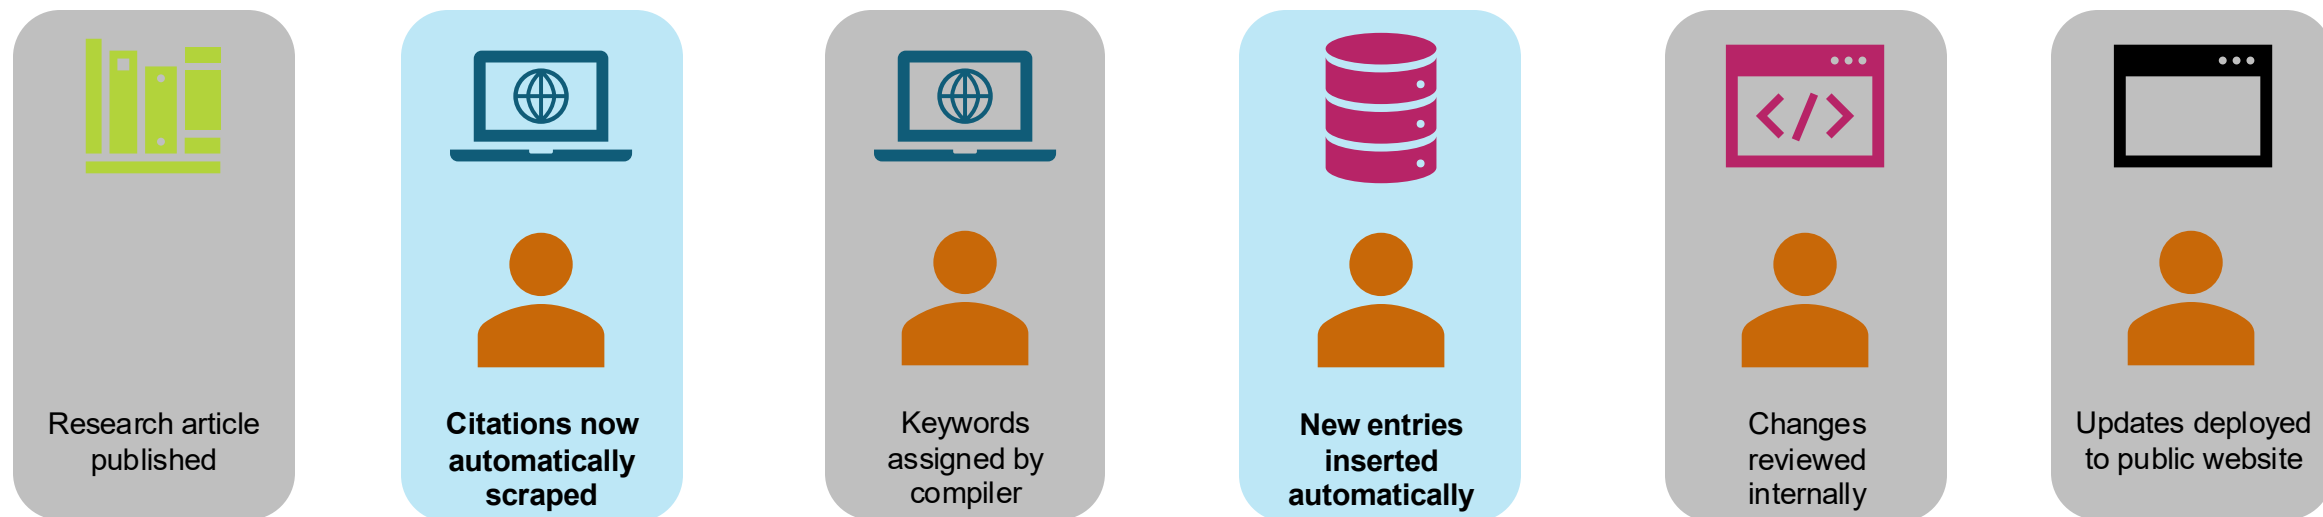 Research article
published
Citations now
automatically
scraped
Keywords
assigned by
compiler
New entries
inserted
automatically
Changes
reviewed
internally
Updates deployed
to public website